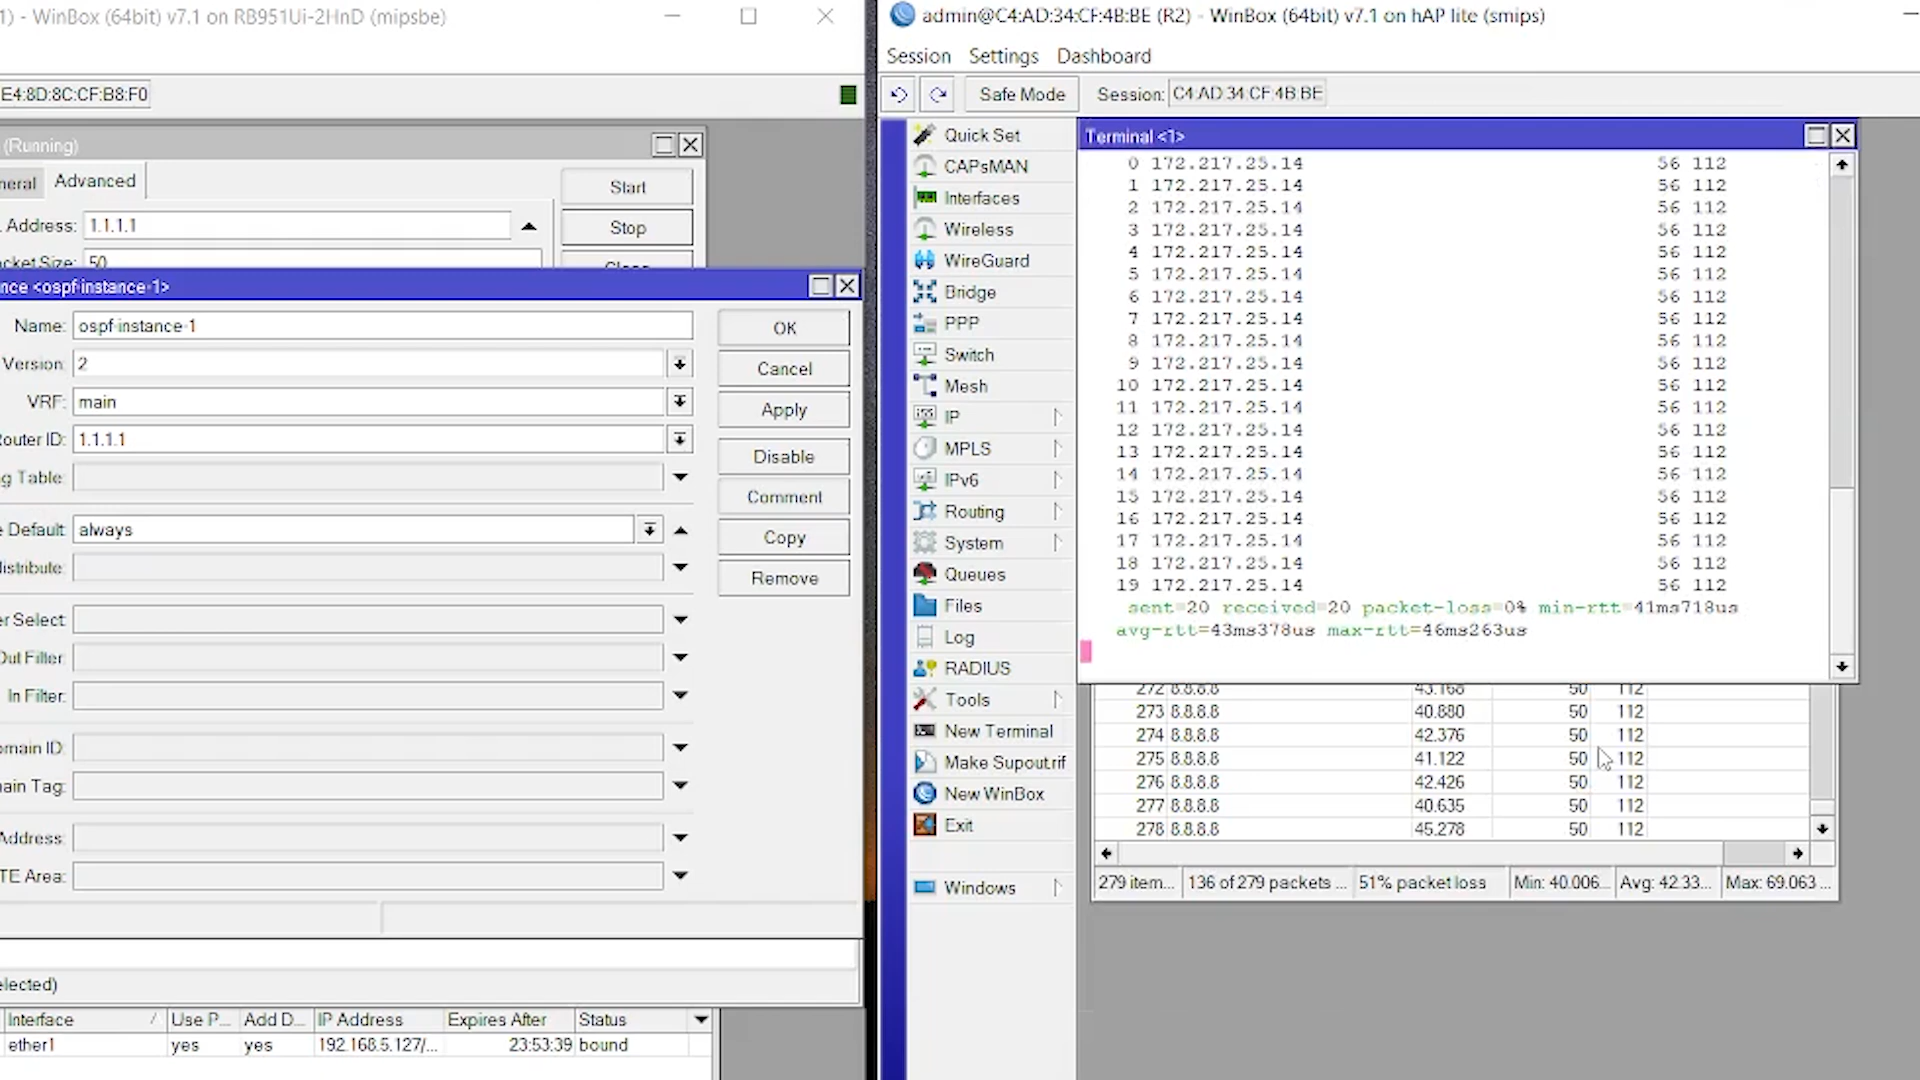 1) - WinBox (64bit) v7.1 on RB951Ui-2HnD (mipsbe)
E4:8D:8C:CF:B8:F0
(Running)
neral Advanced
. Address: 1.1.1.1
cket Size: 50
Start
Stop
Close
nce <ospf-instance-1>
Name: ospf-instance-1
Version: 2
VRF: main
Router ID: 1.1.1.1
g Table:
e Default: always
distribute:
er Select:
Out Filter:
In Filter:
omain ID:
ain Tag:
Address:
TE Area:
OK
Cancel
Apply
Disable
Comment
Copy
Remove
elected)
Interface / Use P... Add D... IP Address Expires After Status
ether1 yes yes 192.168.5.127/... 23:53:39 bound
admin@C4:AD:34:CF:4B:BE (R2) - WinBox (64bit) v7.1 on hAP lite (smips)
Session Settings Dashboard
Safe Mode Session: C4:AD:34:CF:4B:BE
Quick Set
CAPsMAN
Interfaces
Wireless
WireGuard
Bridge
PPP
Switch
Mesh
IP
MPLS
IPv6
Routing
System
Queues
Files
Log
RADIUS
Tools
New Terminal
Make Supout.rif
New WinBox
Exit
Windows
Terminal <1>
0 172.217.25.14 56 112
1 172.217.25.14 56 112
2 172.217.25.14 56 112
3 172.217.25.14 56 112
4 172.217.25.14 56 112
5 172.217.25.14 56 112
6 172.217.25.14 56 112
7 172.217.25.14 56 112
8 172.217.25.14 56 112
9 172.217.25.14 56 112
10 172.217.25.14 56 112
11 172.217.25.14 56 112
12 172.217.25.14 56 112
13 172.217.25.14 56 112
14 172.217.25.14 56 112
15 172.217.25.14 56 112
16 172.217.25.14 56 112
17 172.217.25.14 56 112
18 172.217.25.14 56 112
19 172.217.25.14 56 112
sent=20 received=20 packet-loss=0% min-rtt=41ms718us
avg-rtt=43ms378us max-rtt=46ms263us
272 8.8.8.8 43.168 50 112
273 8.8.8.8 40.880 50 112
274 8.8.8.8 42.376 50 112
275 8.8.8.8 41.122 50 112
276 8.8.8.8 42.426 50 112
277 8.8.8.8 40.635 50 112
278 8.8.8.8 45.278 50 112
279 item... 136 of 279 packets ... 51% packet loss Min: 40.006... Avg: 42.33... Max: 69.063 ...